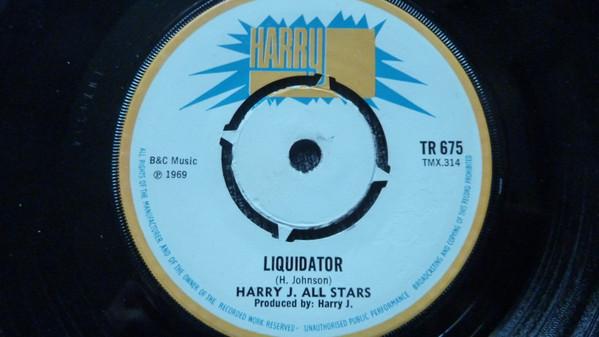 HARRY J
TR 675
TMX.314
B&C Music
℗ 1969
LIQUIDATOR
(H. Johnson)
HARRY J. ALL STARS
Produced by: Harry J.
ALL RIGHTS OF THE MANUFACTURER AND OF THE OWNER OF THE RECORDED WORK RESERVED - UNAUTHORISED PUBLIC PERFORMANCE BROADCASTING AND COPYING OF THIS RECORD PROHIBITED